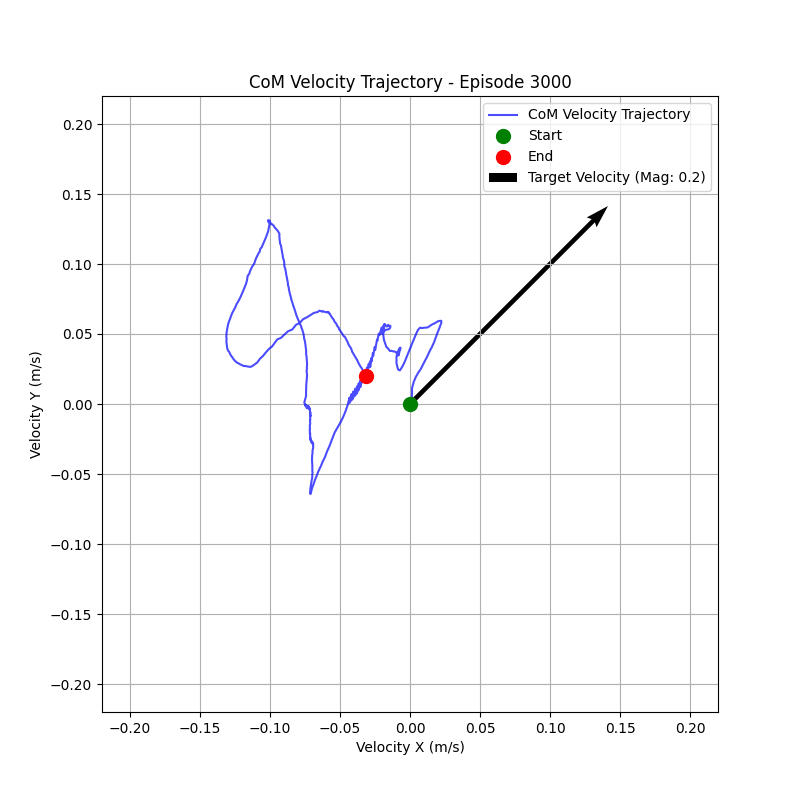 CoM Velocity Trajectory - Episode 3000
CoM Velocity Trajectory
Start
End
Target Velocity (Mag: 0.2)
0.20
0.15
0.10
0.05
0.00
−0.05
−0.10
−0.15
−0.20
Velocity Y (m/s)
−0.20 −0.15 −0.10 −0.05 0.00 0.05 0.10 0.15 0.20
Velocity X (m/s)